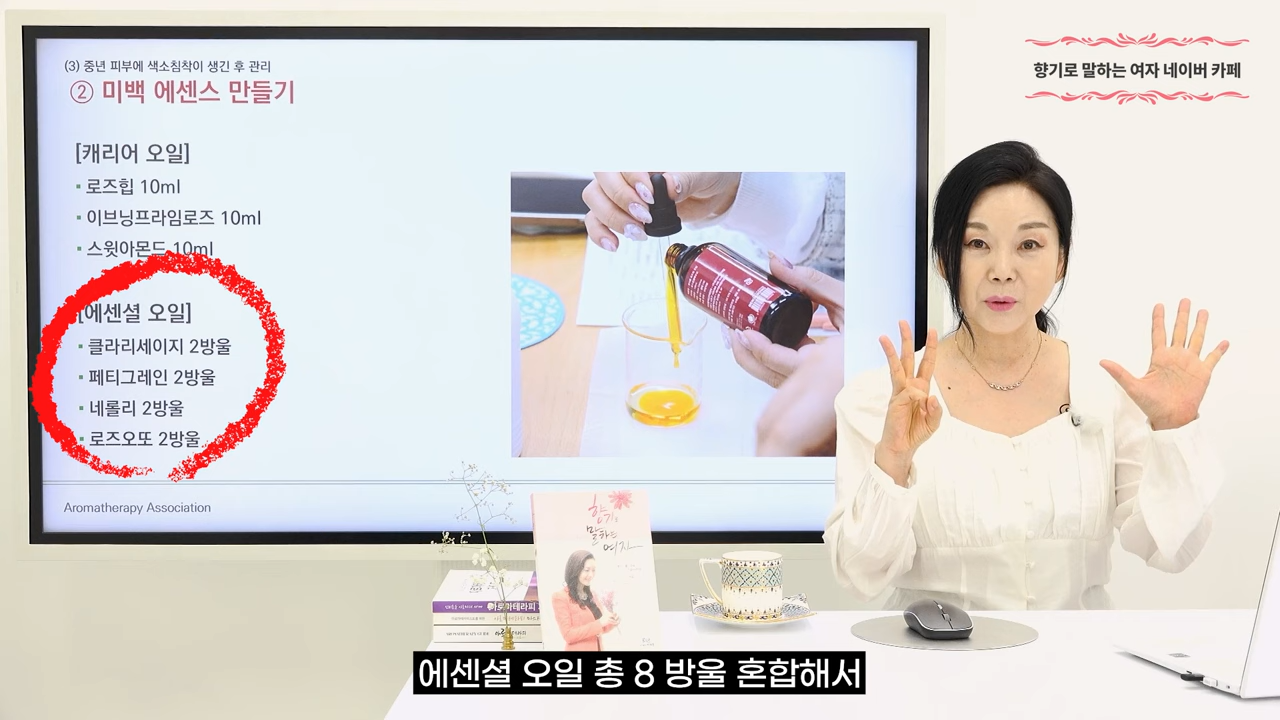 (3) 중년 피부에 색소침착이 생긴 후 관리
② 미백 에센스 만들기
[캐리어 오일]
▪ 로즈힙 10ml
▪ 이브닝프라임로즈 10ml
▪ 스윗아몬드 10ml
[에센셜 오일]
▪ 클라리세이지 2방울
▪ 페티그레인 2방울
▪ 네롤리 2방울
▪ 로즈오또 2방울
Aromatherapy Association
향기로 말하는 여자 네이버 카페
향기로
말하는
여자
아로마테라피
에센셜 오일 총 8 방울 혼합해서